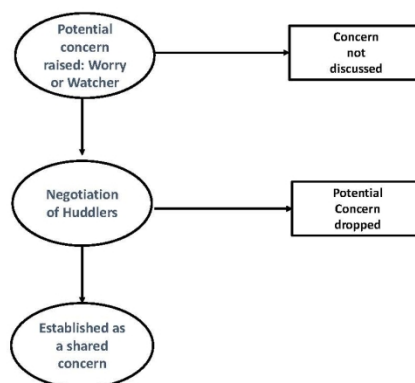 Potential
concern
raised: Worry
or Watcher
Concern
not
discussed
Negotiation
of Huddlers
Potential
Concern
dropped
Established as
a shared
concern